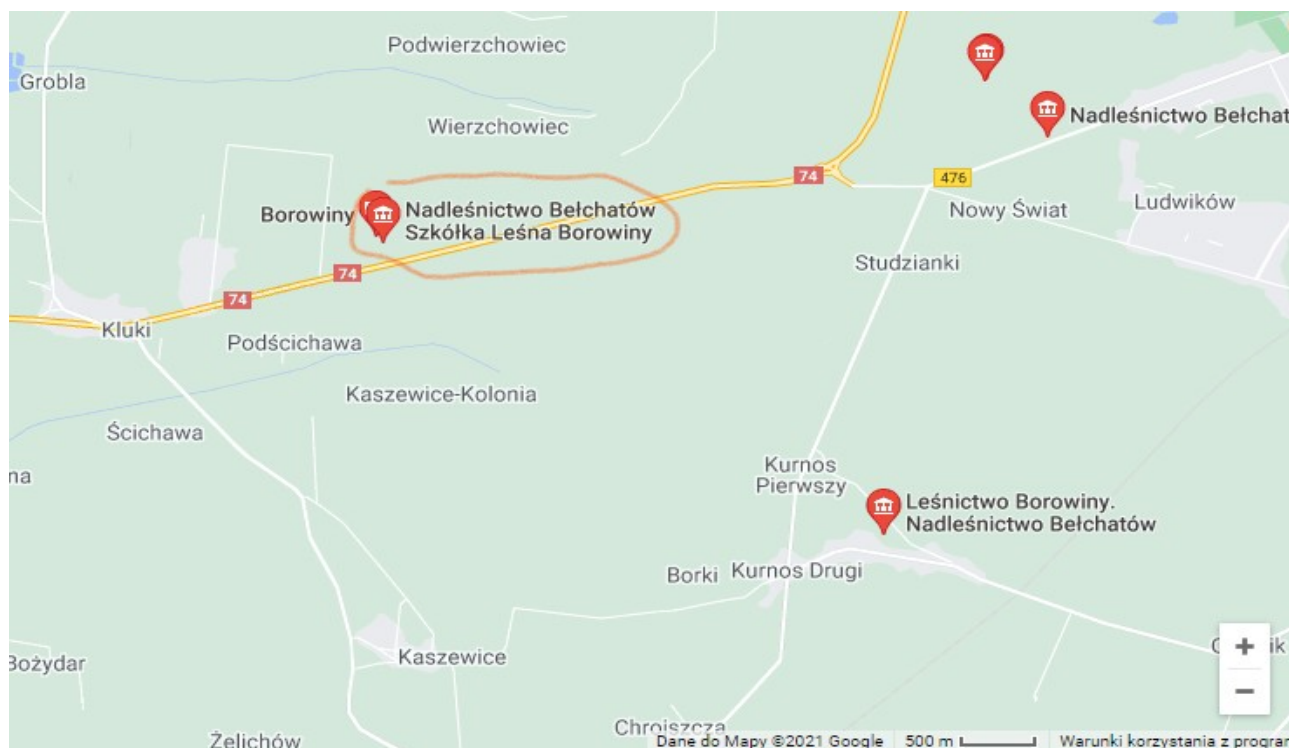 Podwierzchowiec
Grobla
Wierzchowiec
Nadleśnictwo Bełchat
74
476
Borowiny
Nadleśnictwo Bełchatów
Szkółka Leśna Borowiny
Nowy Świat
Ludwików
Studzianki
74
74
Kluki
Podścichawa
Kaszewice-Kolonia
Ścichawa
na
Kurnos
Pierwszy
Leśnictwo Borowiny.
Nadleśnictwo Bełchatów
Borki
Kurnos Drugi
Kaszewice
Bożydar
ik
+
−
Chroiszcza
Żelichów
Dane do Mapy ©2021 Google 500 m Warunki korzystania z progran